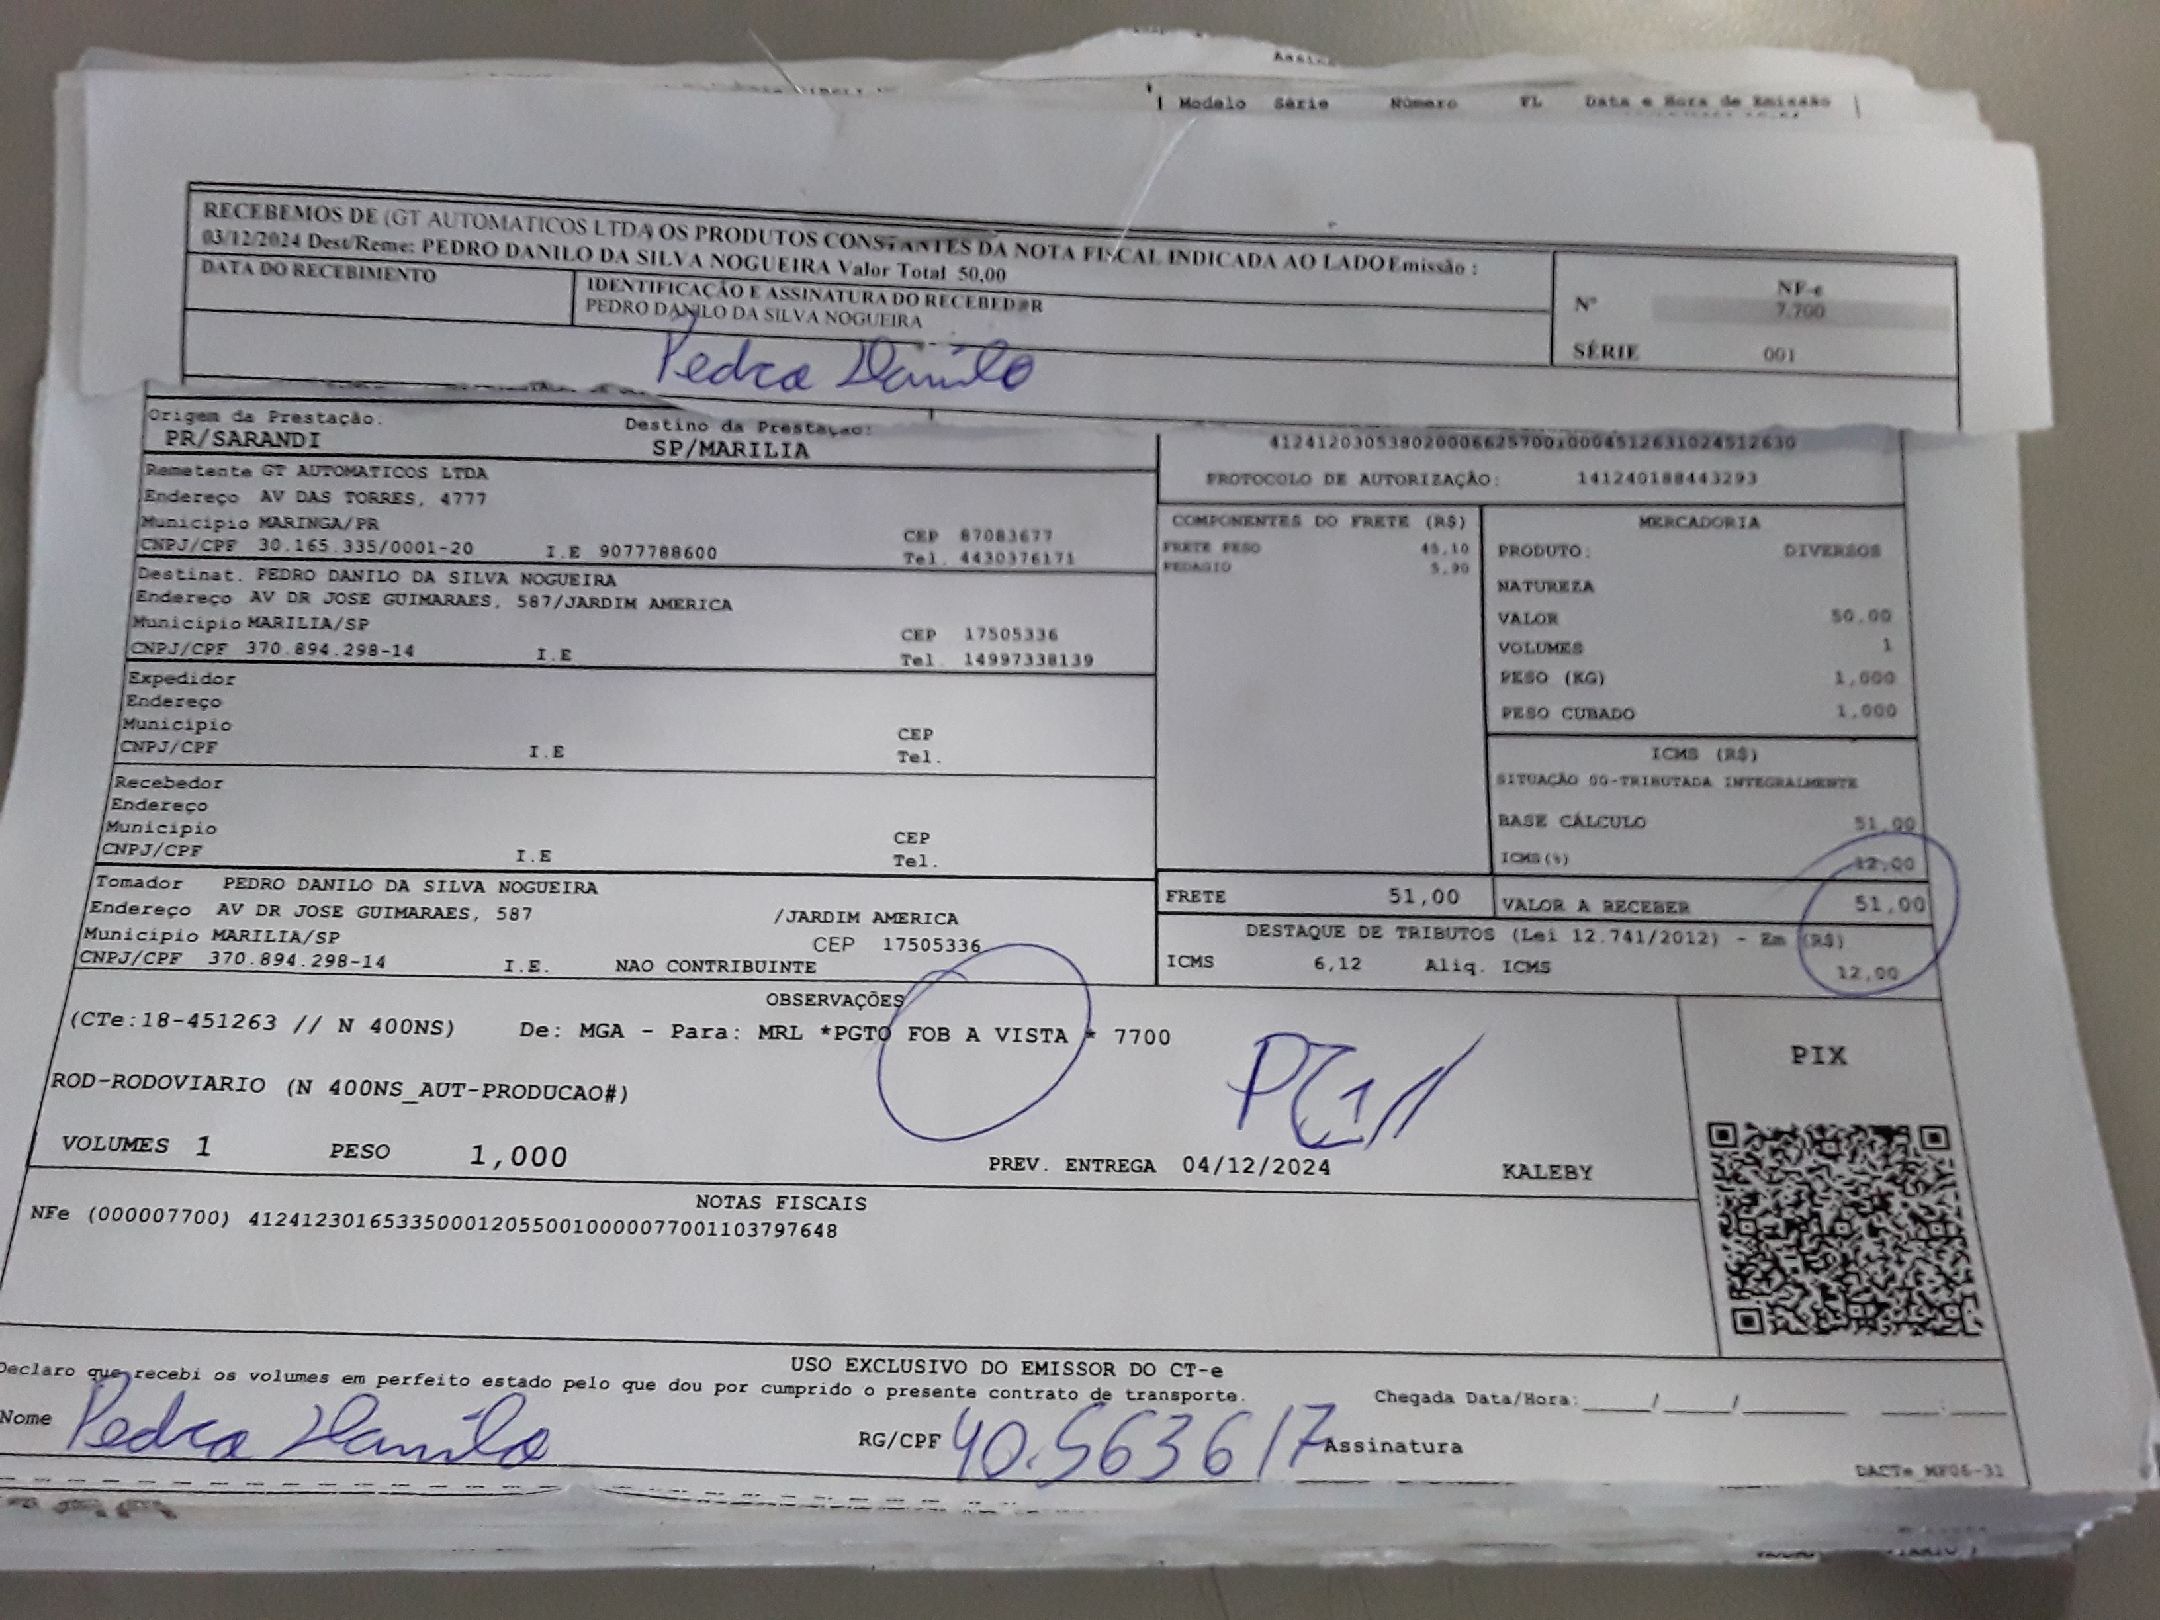 Modelo Série Número FL Data e Hora de Emissão
RECEBEMOS DE (GT AUTOMATICOS LTDA) OS PRODUTOS CONSTANTES DA NOTA FISCAL INDICADA AO LADO Emissão :
03/12/2024 Dest/Reme: PEDRO DANILO DA SILVA NOGUEIRA Valor Total 50,00
DATA DO RECEBIMENTO
IDENTIFICAÇÃO E ASSINATURA DO RECEBEDOR
PEDRO DANILO DA SILVA NOGUEIRA
Pedro Danilo
NF-e
Nº 7.700
SÉRIE 001
Origem da Prestação: Destino da Prestação:
PR/SARANDI SP/MARILIA
Remetente GT AUTOMATICOS LTDA
Endereço AV DAS TORRES, 4777
Municipio MARINGA/PR CEP 87083677
CNPJ/CPF 30.165.335/0001-20 I.E 9077788600 Tel. 4430376171
Destinat. PEDRO DANILO DA SILVA NOGUEIRA
Endereço AV DR JOSE GUIMARAES, 587/JARDIM AMERICA
Municipio MARILIA/SP CEP 17505336
CNPJ/CPF 370.894.298-14 I.E Tel. 14997338139
Expedidor
Endereço
Municipio CEP
CNPJ/CPF I.E Tel.
Recebedor
Endereço
Municipio CEP
CNPJ/CPF I.E Tel.
Tomador PEDRO DANILO DA SILVA NOGUEIRA
Endereço AV DR JOSE GUIMARAES, 587 /JARDIM AMERICA
Municipio MARILIA/SP CEP 17505336
CNPJ/CPF 370.894.298-14 I.E. NAO CONTRIBUINTE
PROTOCOLO DE AUTORIZAÇÃO: 141240188443293
COMPONENTES DO FRETE (R$)
FRETE PESO 45,10
PEDAGIO 5,90
MERCADORIA
PRODUTO: DIVERSOS
NATUREZA
VALOR 50,00
VOLUMES 1
PESO (KG) 1,000
PESO CUBADO 1,000
ICMS (R$)
SITUAÇÃO 00-TRIBUTADA INTEGRALMENTE
BASE CÁLCULO 51,00
ICMS(%) 12,00
FRETE 51,00 VALOR A RECEBER 51,00
DESTAQUE DE TRIBUTOS (Lei 12.741/2012) - Em (R$)
ICMS 6,12 Aliq. ICMS 12,00
OBSERVAÇÕES
(CTe:18-451263 // N 400NS) De: MGA - Para: MRL *PGTO FOB A VISTA * 7700
ROD-RODOVIARIO (N 400NS_AUT-PRODUCAO#)
VOLUMES 1 PESO 1,000 PREV. ENTREGA 04/12/2024 KALEBY
PIX
NOTAS FISCAIS
NFe (000007700) 41241230165335000120550010000077001103797648
USO EXCLUSIVO DO EMISSOR DO CT-e
Declaro que recebi os volumes em perfeito estado pelo que dou por cumprido o presente contrato de transporte. Chegada Data/Hora:_____/_____/_____ ___:___
Nome Pedro Danilo RG/CPF 40.563617 Assinatura
DACTe_MF06-31